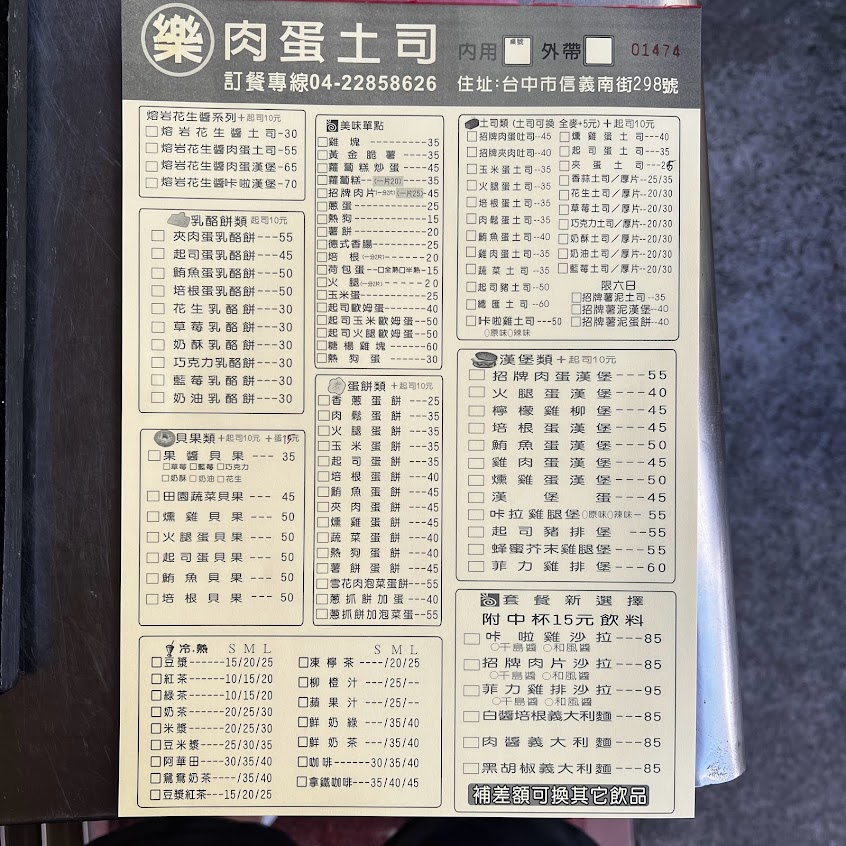 樂 肉蛋土司 內用 桌號 外帶 01474
訂餐專線04-22858626 住址:台中市信義南街298號
熔岩花生醬系列+起司10元
熔岩花生醬土司-30
熔岩花生醬肉蛋土司-55
熔岩花生醬肉蛋漢堡-65
熔岩花生醬卡啦漢堡-70
乳酪餅類 起司10元
夾肉蛋乳酪餅---55
起司蛋乳酪餅---45
鮪魚蛋乳酪餅---50
培根蛋乳酪餅---50
花生乳酪餅---30
草莓乳酪餅---30
奶酥乳酪餅---30
巧克力乳酪餅---30
藍莓乳酪餅---30
奶油乳酪餅---30
貝果類 +起司10元 +蛋15元
果醬貝果---35
草莓 藍莓 巧克力
奶酥 奶油 花生
田園蔬菜貝果---45
燻雞貝果---50
火腿蛋貝果---50
起司蛋貝果---50
鮪魚貝果---50
培根貝果---50
美味單點
雞塊------35
黃金脆薯---35
蘿蔔糕炒蛋---45
蘿蔔糕--(一片20)---35
招牌肉片(一份2片)(一片25)-45
蔥蛋------25
熱狗------15
薯餅------20
德式香腸----25
培根(一份2片)--20
荷包蛋--口全熟口半熟-15
火腿(一份2片)---20
玉米蛋-----25
起司歐姆蛋---40
起司玉米歐姆蛋--50
起司火腿歐姆蛋--50
糖楊雞塊----60
熱狗蛋-----30
蛋餅類 +起司10元
香蔥蛋餅---25
肉鬆蛋餅---35
火腿蛋餅---35
玉米蛋餅---35
起司蛋餅---35
培根蛋餅---40
鮪魚蛋餅---45
夾肉蛋餅---45
燻雞蛋餅---45
蔬菜蛋餅---40
熱狗蛋餅---40
薯餅蛋餅---45
雪花肉泡菜蛋餅--55
蔥抓餅加蛋---40
蔥抓餅加泡菜蛋--55
土司類 (土司可換 全麥+5元) +起司10元
招牌肉蛋吐司--45
招牌夾肉吐司--40
玉米蛋土司--35
火腿蛋土司--35
培根蛋土司--35
肉鬆蛋土司--35
鮪魚蛋土司--40
雞肉蛋土司--35
蔬菜土司--35
起司豬土司--50
總匯土司--60
咔啦雞土司---50
○原味○辣味
燻雞蛋土司---40
起司蛋土司---35
夾蛋土司---25
香蒜土司/厚片--25/35
花生土司/厚片--20/30
草莓土司/厚片--20/30
巧克力土司/厚片-20/30
奶酥土司/厚片--20/30
奶油土司/厚片--20/30
藍莓土司/厚片--20/30
限六日
招牌薯泥土司--35
招牌薯泥漢堡--40
招牌薯泥蛋餅--40
漢堡類 +起司10元
招牌肉蛋漢堡---55
火腿蛋漢堡---40
檸檬雞柳堡---45
培根蛋漢堡---45
鮪魚蛋漢堡---50
雞肉蛋漢堡---45
燻雞蛋漢堡---50
漢堡蛋---45
咔拉雞腿堡○原味○辣味-55
起司豬排堡--55
蜂蜜芥末雞腿堡---55
菲力雞排堡---60
套餐新選擇
附中杯15元飲料
咔啦雞沙拉---85
○千島醬 ○和風醬
招牌肉片沙拉---85
○千島醬 ○和風醬
菲力雞排沙拉---95
○千島醬 ○和風醬
白醬培根義大利麵---85
肉醬義大利麵---85
黑胡椒義大利麵---85
補差額可換其它飲品
冷.熱 S M L
豆漿------15/20/25
紅茶-----10/15/20
綠茶-----10/15/20
奶茶-----20/25/30
米漿-----20/25/30
豆米漿----25/30/35
阿華田----30/35/40
鴛鴦奶茶----/35/40
豆漿紅茶---15/20/25
S M L
凍檸茶----/20/25
柳橙汁----/25/--
蘋果汁----/25/--
鮮奶綠---/35/40
鮮奶茶---/35/40
咖啡------30/35/40
拿鐵咖啡---35/40/45